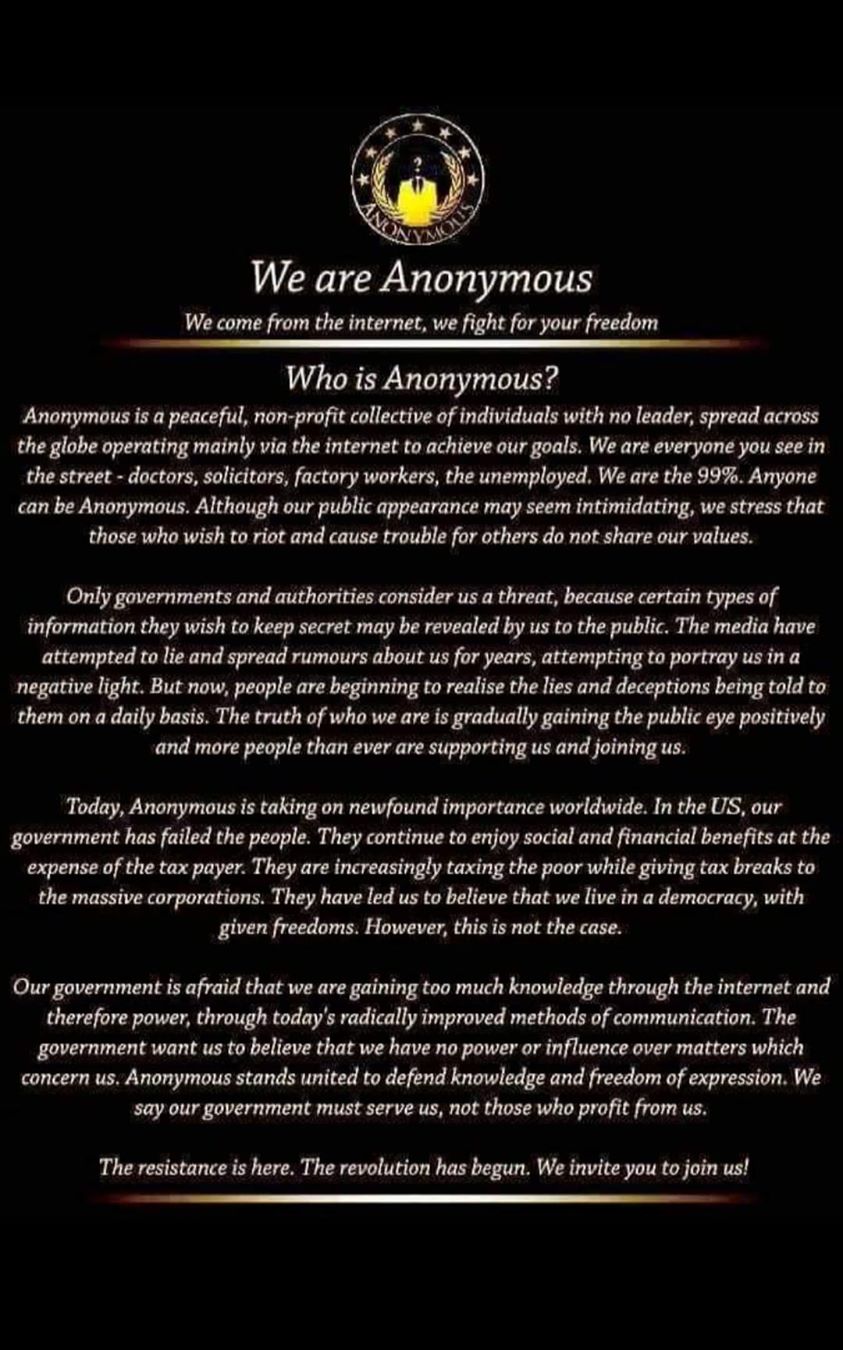 ?
ANONYMOUS
We are Anonymous
We come from the internet, we fight for your freedom
Who is Anonymous?
Anonymous is a peaceful, non-profit collective of individuals with no leader, spread across
the globe operating mainly via the internet to achieve our goals. We are everyone you see in
the street - doctors, solicitors, factory workers, the unemployed. We are the 99%. Anyone
can be Anonymous. Although our public appearance may seem intimidating, we stress that
those who wish to riot and cause trouble for others do not share our values.
Only governments and authorities consider us a threat, because certain types of
information they wish to keep secret may be revealed by us to the public. The media have
attempted to lie and spread rumours about us for years, attempting to portray us in a
negative light. But now, people are beginning to realise the lies and deceptions being told to
them on a daily basis. The truth of who we are is gradually gaining the public eye positively
and more people than ever are supporting us and joining us.
Today, Anonymous is taking on newfound importance worldwide. In the US, our
government has failed the people. They continue to enjoy social and financial benefits at the
expense of the tax payer. They are increasingly taxing the poor while giving tax breaks to
the massive corporations. They have led us to believe that we live in a democracy, with
given freedoms. However, this is not the case.
Our government is afraid that we are gaining too much knowledge through the internet and
therefore power, through today's radically improved methods of communication. The
government want us to believe that we have no power or influence over matters which
concern us. Anonymous stands united to defend knowledge and freedom of expression. We
say our government must serve us, not those who profit from us.
The resistance is here. The revolution has begun. We invite you to join us!